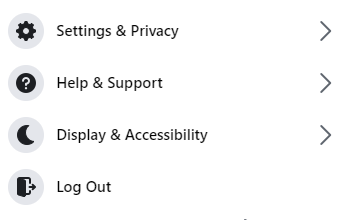 Settings & Privacy
Help & Support
Display & Accessibility
Log Out